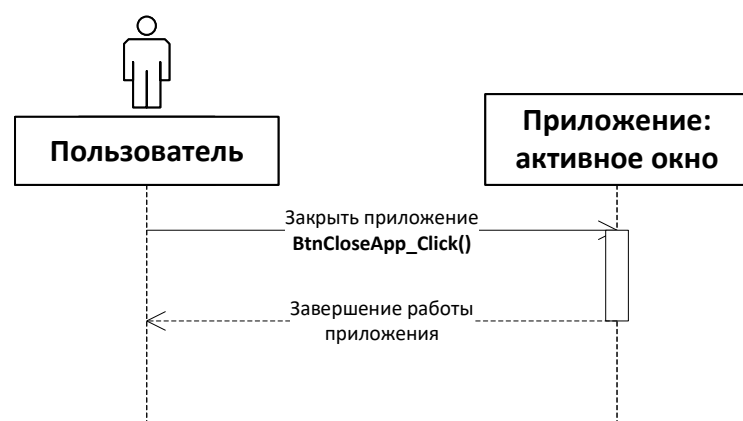 Пользователь
Приложение:
активное окно
Закрыть приложение
BtnCloseApp_Click()
Завершение работы
приложения